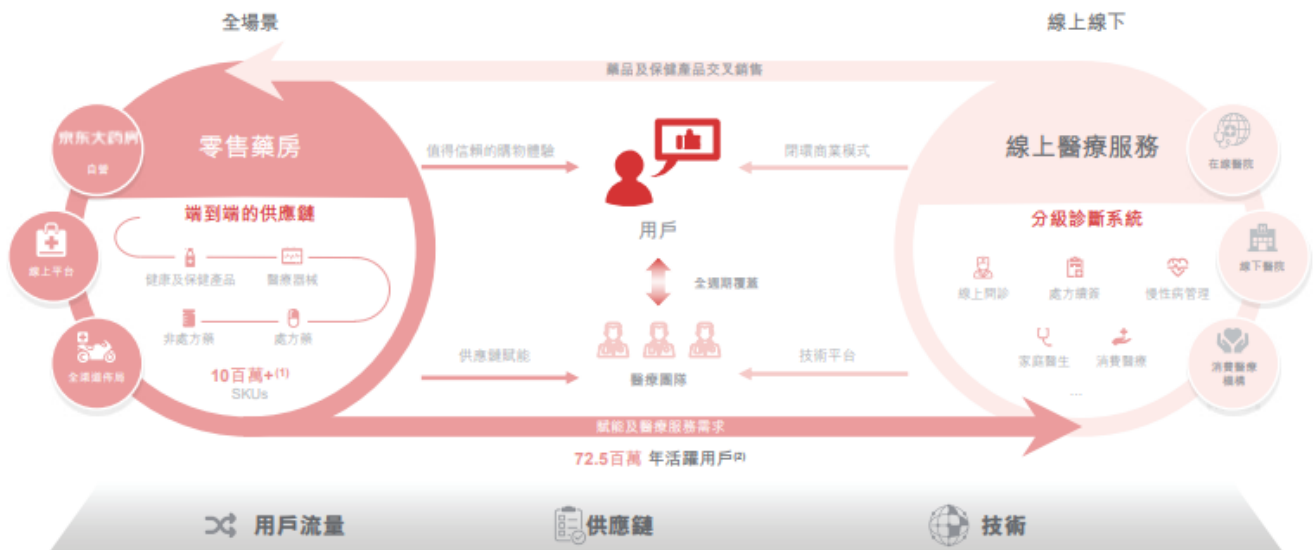 全場景
線上線下
藥品及保健產品交叉銷售
京东大药房
自營
線上平台
全渠道佈局
零售藥房
端到端的供應鏈
健康及保健產品
醫療器械
非處方藥
處方藥
10百萬+(1)
SKUs
值得信賴的購物體驗
閉環商業模式
用戶
全週期覆蓋
供應鏈賦能
技術平台
醫療團隊
線上醫療服務
分級診斷系統
線上問診
處方續簽
慢性病管理
家庭醫生
消費醫療
...
在線醫院
線下醫院
消費醫療
機構
賦能及醫療服務需求
72.5百萬 年活躍用戶(2)
用戶流量
供應鏈
技術